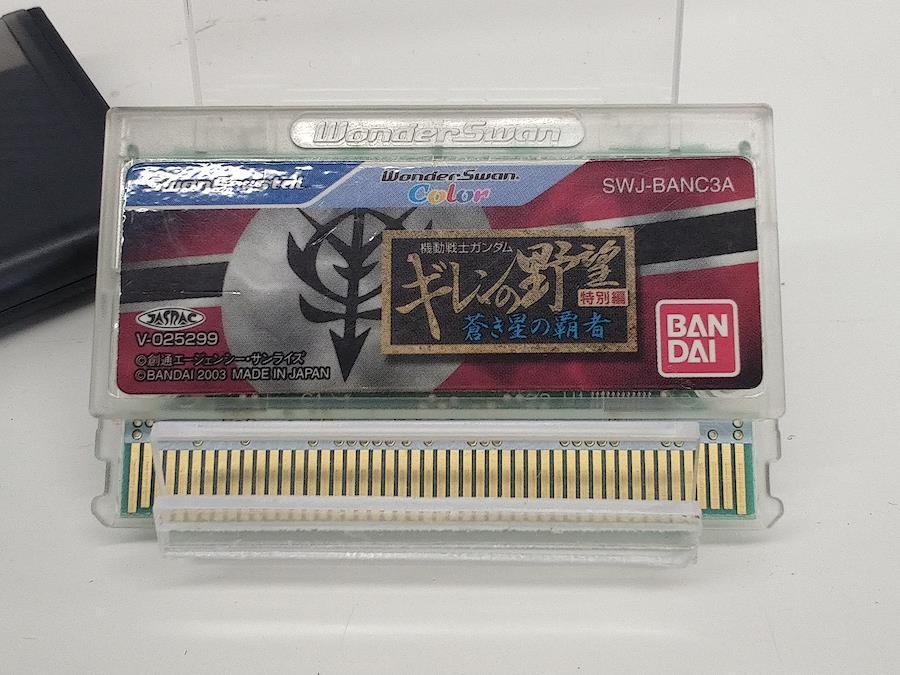 WonderSwan
SwanCrystal
WonderSwan
Color
SWJ-BANC3A
機動戦士ガンダム
ギレンの野望
特別編
蒼き星の覇者
JASRAC
V-025299
©創通エージェンシー・サンライズ
©BANDAI 2003 MADE IN JAPAN
BAN
DAI